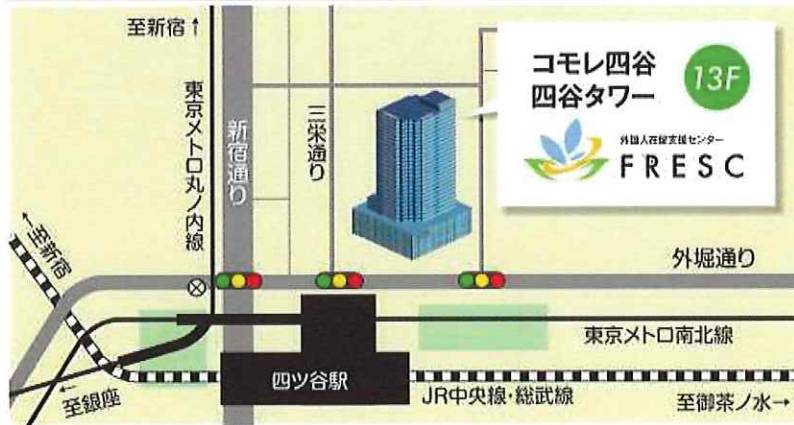 至新宿↑
東京メトロ丸ノ内線
新宿通り
三栄通り
コモレ四谷
四谷タワー
13F
外国人在留支援センター
FRESC
←至新宿
外堀通り
東京メトロ南北線
四ツ谷駅
←至銀座
JR中央線・総武線
至御茶ノ水→